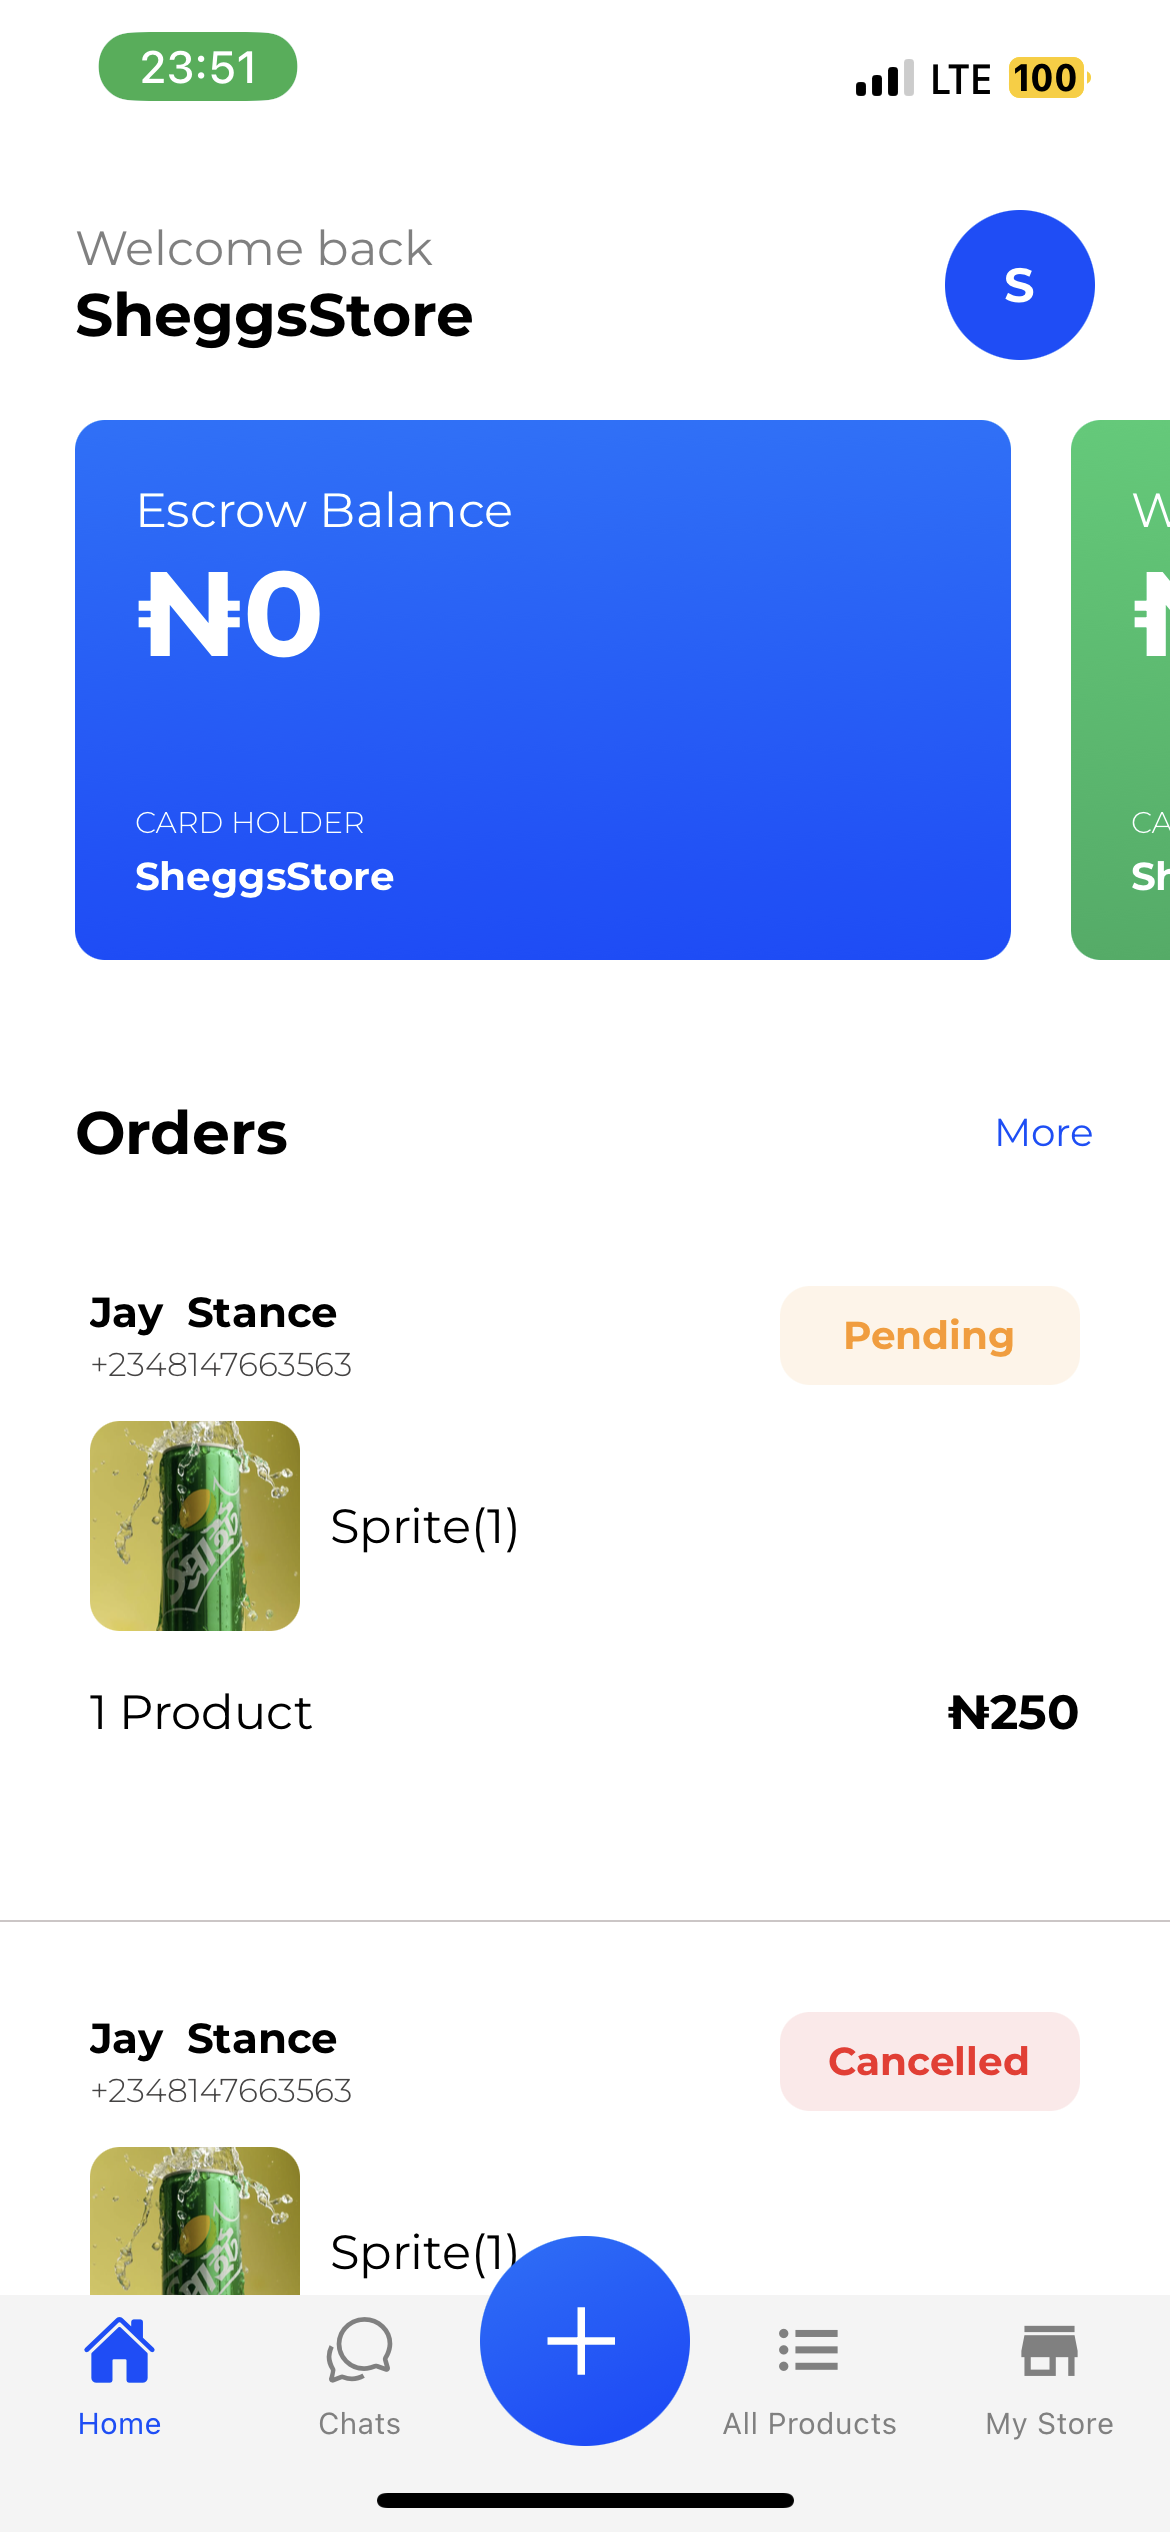 23:51
LTE 100
Welcome back
SheggsStore
S
Escrow Balance
₦0
CARD HOLDER
SheggsStore
W
₦
CA
Sh
Orders
More
Jay  Stance
+2348147663563
Pending
स्प्राईट
Sprite(1)
1 Product
₦250
Jay  Stance
+2348147663563
Cancelled
Sprite(1)
Home
Chats
All Products
My Store